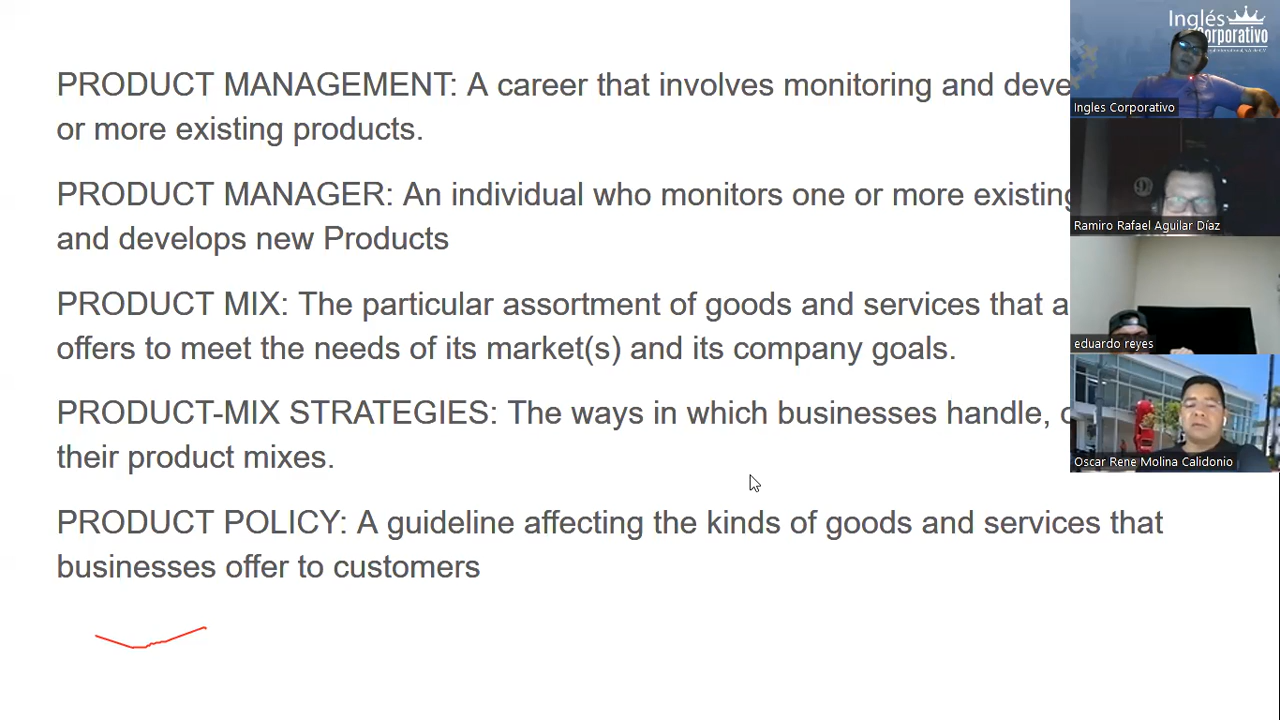 PRODUCT MANAGEMENT: A career that involves monitoring and deve
or more existing products.
PRODUCT MANAGER: An individual who monitors one or more existing
and develops new Products
PRODUCT MIX: The particular assortment of goods and services that a
offers to meet the needs of its market(s) and its company goals.
PRODUCT-MIX STRATEGIES: The ways in which businesses handle,
their product mixes.
PRODUCT POLICY: A guideline affecting the kinds of goods and services that
businesses offer to customers
Inglés
Corporativo
Ingles Corporativo
Ramiro Rafael Aguilar Díaz
eduardo reyes
Oscar Rene Molina Calidonio